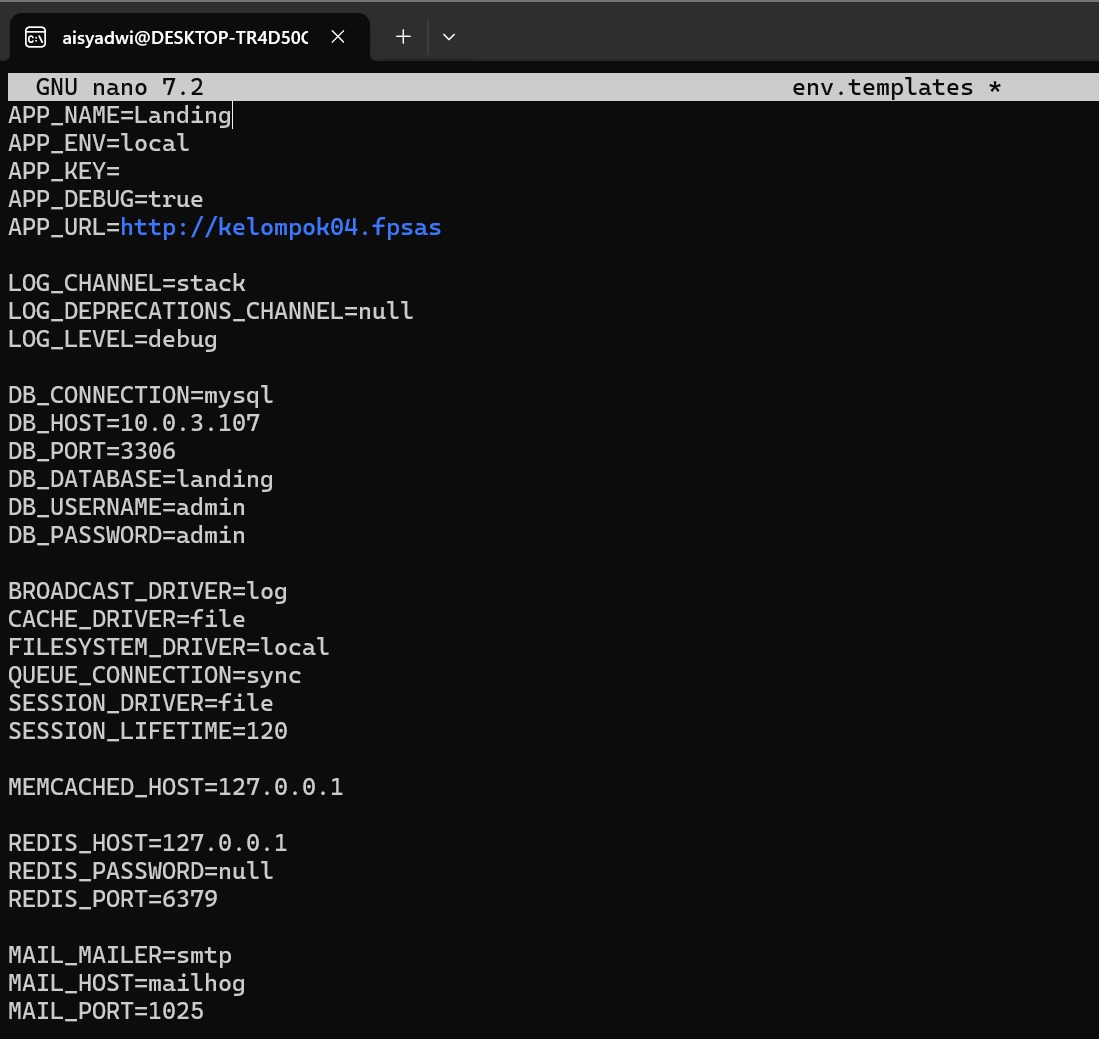 aisyadwi@DESKTOP-TR4D50
GNU nano 7.2 env.templates *
APP_NAME=Landing
APP_ENV=local
APP_KEY=
APP_DEBUG=true
APP_URL=http://kelompok04.fpsas
LOG_CHANNEL=stack
LOG_DEPRECATIONS_CHANNEL=null
LOG_LEVEL=debug
DB_CONNECTION=mysql
DB_HOST=10.0.3.107
DB_PORT=3306
DB_DATABASE=landing
DB_USERNAME=admin
DB_PASSWORD=admin
BROADCAST_DRIVER=log
CACHE_DRIVER=file
FILESYSTEM_DRIVER=local
QUEUE_CONNECTION=sync
SESSION_DRIVER=file
SESSION_LIFETIME=120
MEMCACHED_HOST=127.0.0.1
REDIS_HOST=127.0.0.1
REDIS_PASSWORD=null
REDIS_PORT=6379
MAIL_MAILER=smtp
MAIL_HOST=mailhog
MAIL_PORT=1025